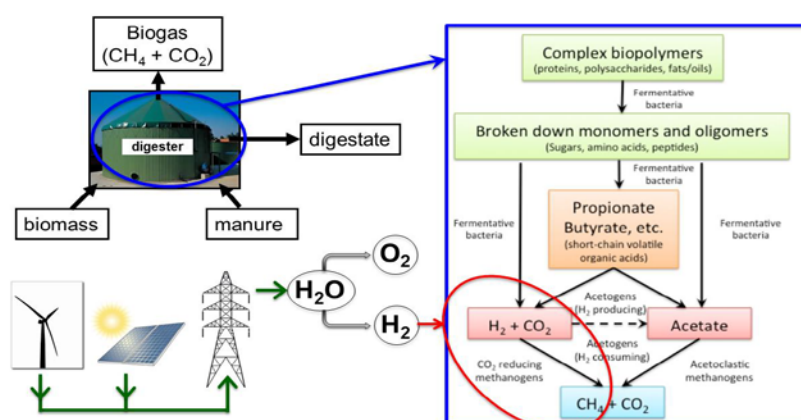 Biogas
(CH₄ + CO₂)
digester
digestate
biomass
manure
H₂O
O₂
H₂
Complex biopolymers
(proteins, polysaccharides, fats/oils)
Fermentative
bacteria
Broken down monomers and oligomers
(Sugars, amino acids, peptides)
Fermentative
bacteria
Fermentative
bacteria
Propionate
Butyrate, etc.
(short-chain volatile
organic acids)
Fermentative
bacteria
Acetogens
(H₂ producing)
H₂ + CO₂
Acetate
Acetogens
(H₂ consuming)
CO₂ reducing
methanogens
Acetoclastic
methanogens
CH₄ + CO₂